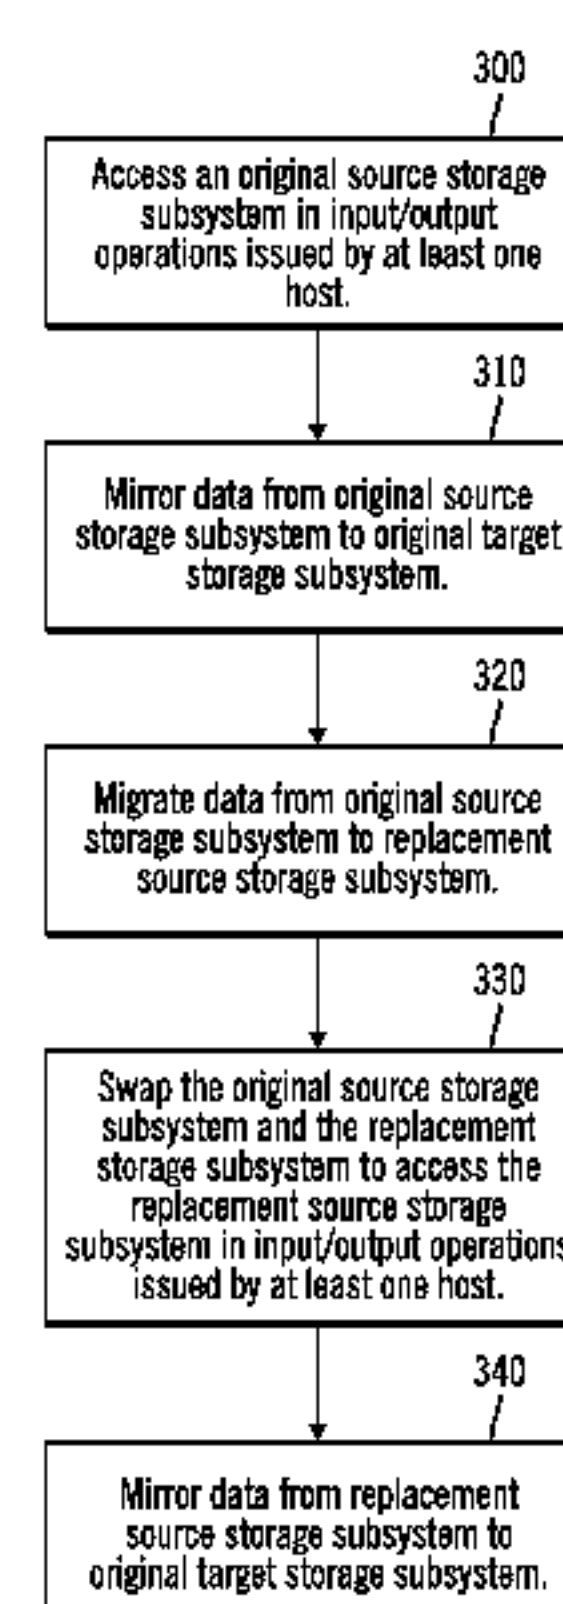 300
Access an original source storage
subsystem in input/output
operations issued by at least one
host.
310
Mirror data from original source
storage subsystem to original target
storage subsystem.
320
Migrate data from original source
storage subsystem to replacement
source storage subsystem.
330
Swap the original source storage
subsystem and the replacement
storage subsystem to access the
replacement source storage
subsystem in input/output operations
issued by at least one host.
340
Mirror data from replacement
source storage subsystem to
original target storage subsystem.